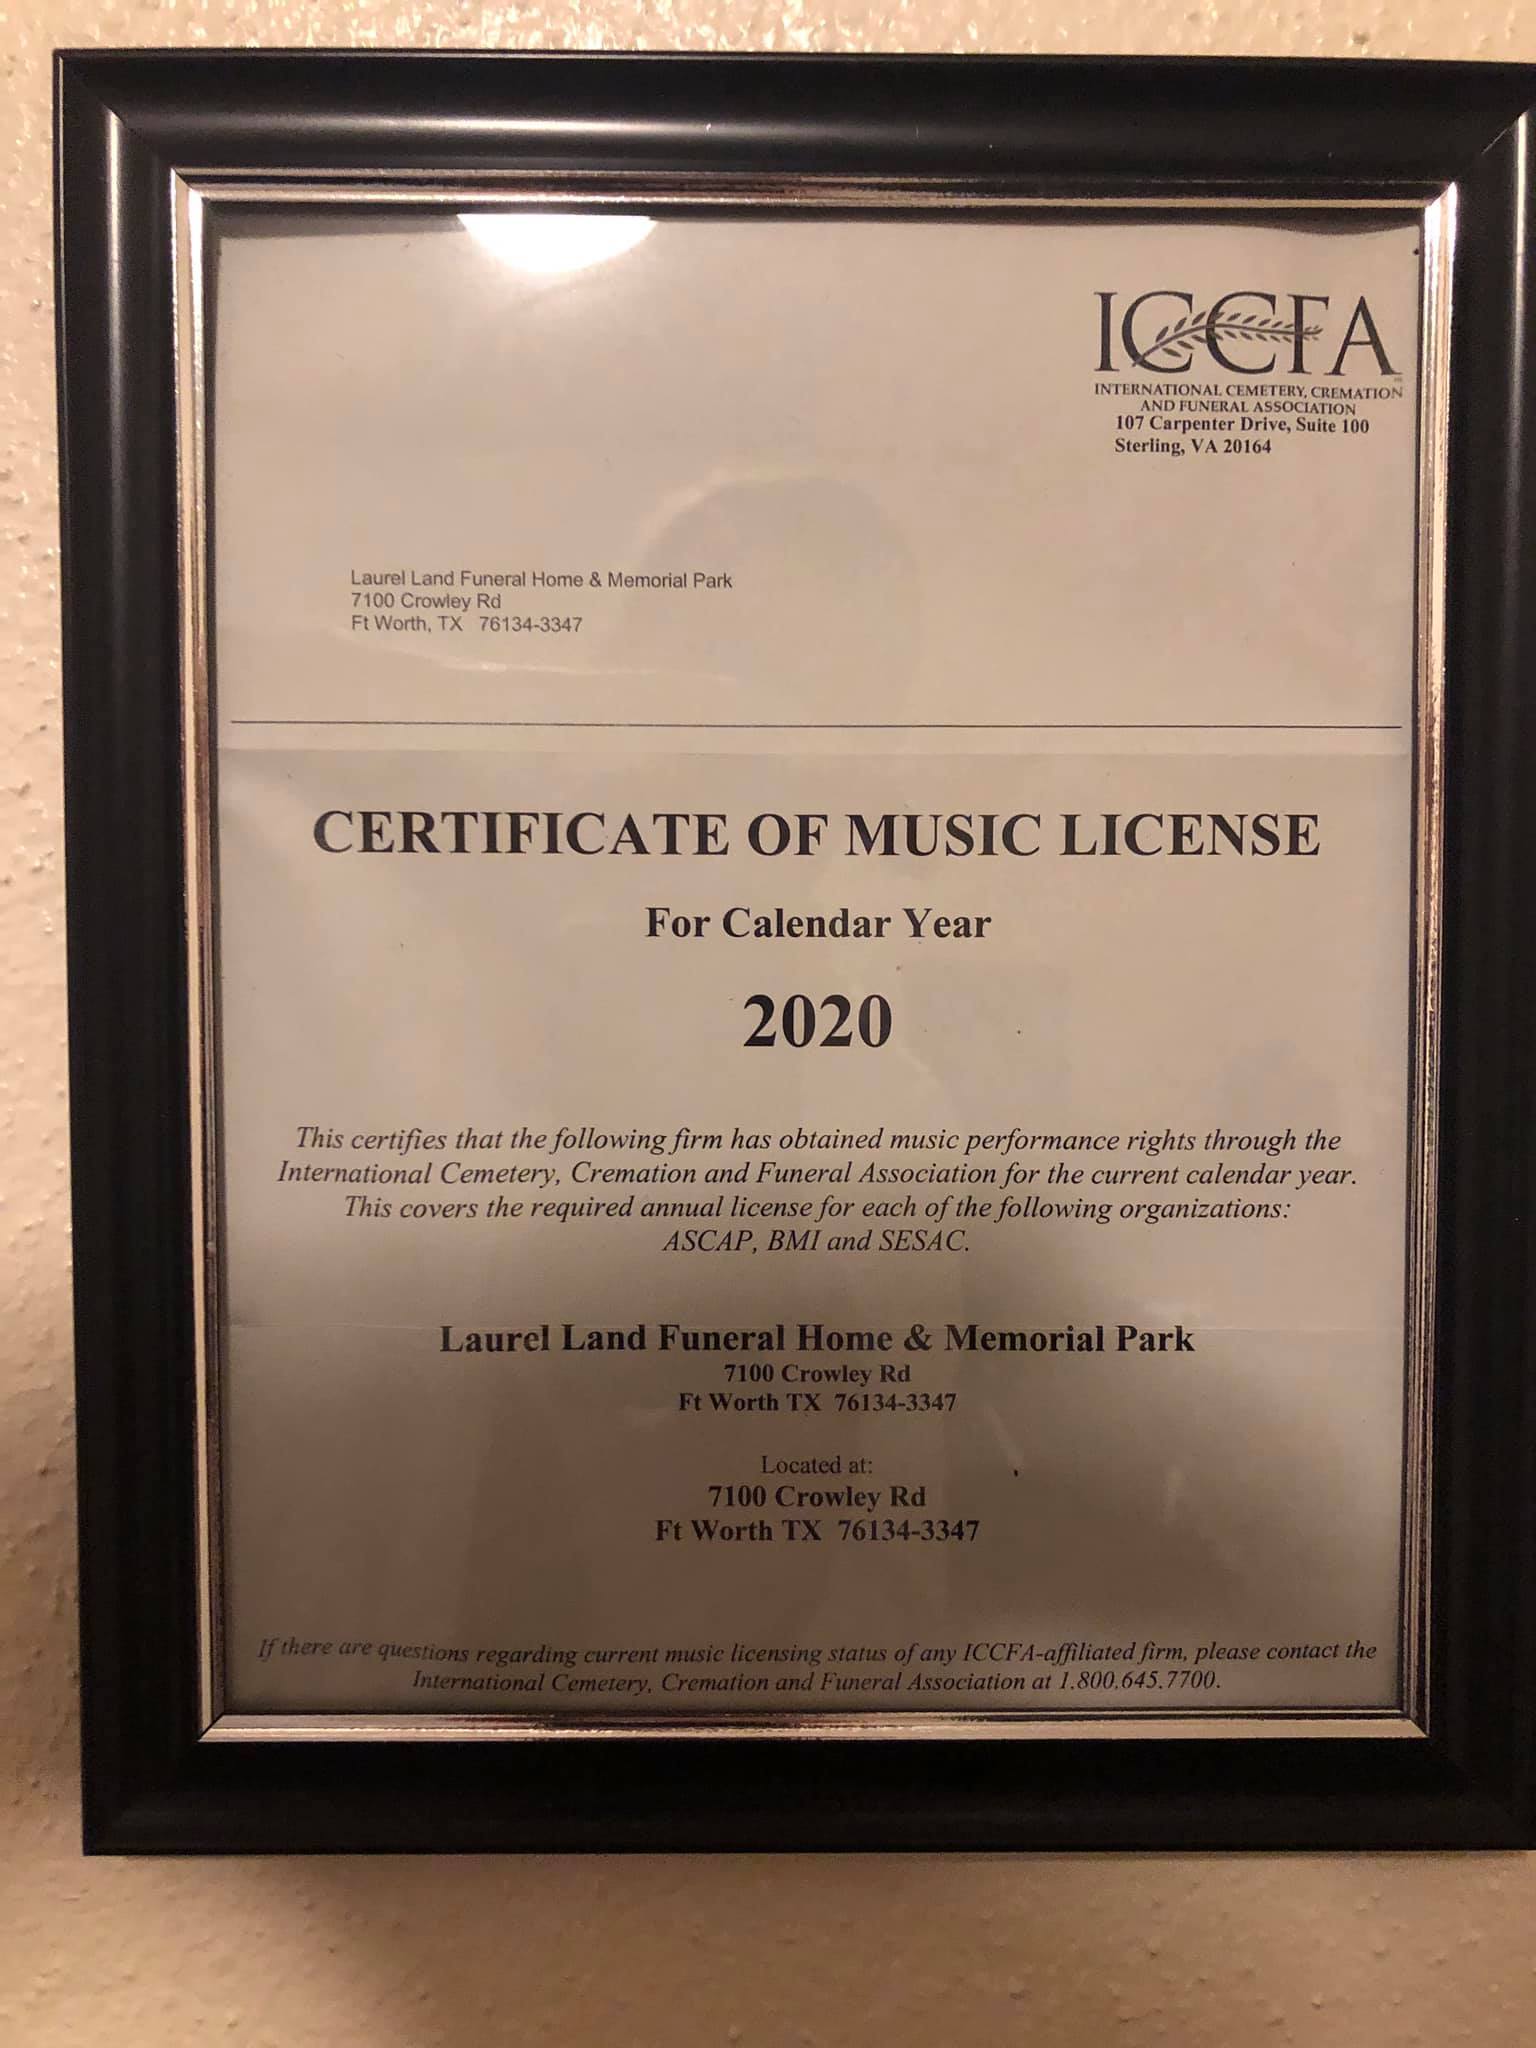 ICCFA
INTERNATIONAL CEMETERY, CREMATION
AND FUNERAL ASSOCIATION
107 Carpenter Drive, Suite 100
Sterling, VA 20164
Laurel Land Funeral Home & Memorial Park
7100 Crowley Rd
Ft Worth, TX 76134-3347
CERTIFICATE OF MUSIC LICENSE
For Calendar Year
2020
This certifies that the following firm has obtained music performance rights through the
International Cemetery, Cremation and Funeral Association for the current calendar year.
This covers the required annual license for each of the following organizations:
ASCAP, BMI and SESAC.
Laurel Land Funeral Home & Memorial Park
7100 Crowley Rd
Ft Worth TX 76134-3347
Located at:
7100 Crowley Rd
Ft Worth TX 76134-3347
If there are questions regarding current music licensing status of any ICCFA-affiliated firm, please contact the
International Cemetery, Cremation and Funeral Association at 1.800.645.7700.